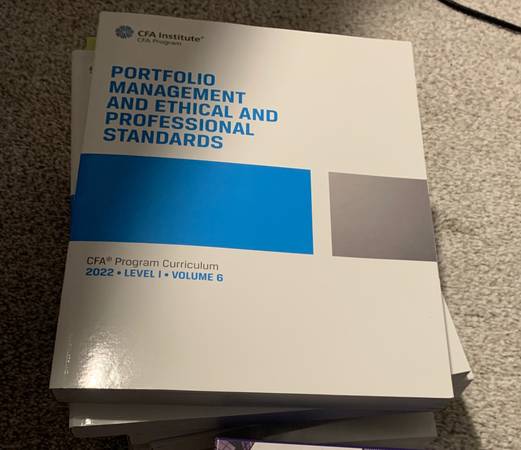 CFA Institute®
CFA Program
PORTFOLIO
MANAGEMENT
AND ETHICAL AND
PROFESSIONAL
STANDARDS
CFA® Program Curriculum
2022 • LEVEL I • VOLUME 6